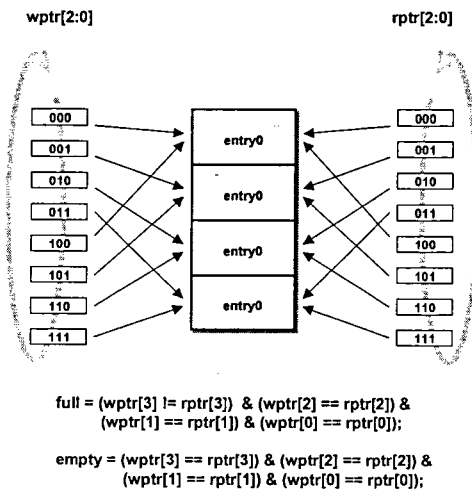 wptr[2:0] rptr[2:0]
000 000
entry0
001 001
010 010
entry0
011 011
100 100
entry0
101 101
110 110
entry0
111 111
full = (wptr[3] != rptr[3]) & (wptr[2] == rptr[2]) &
(wptr[1] == rptr[1]) & (wptr[0] == rptr[0]);
empty = (wptr[3] == rptr[3]) & (wptr[2] == rptr[2]) &
(wptr[1] == rptr[1]) & (wptr[0] == rptr[0]);